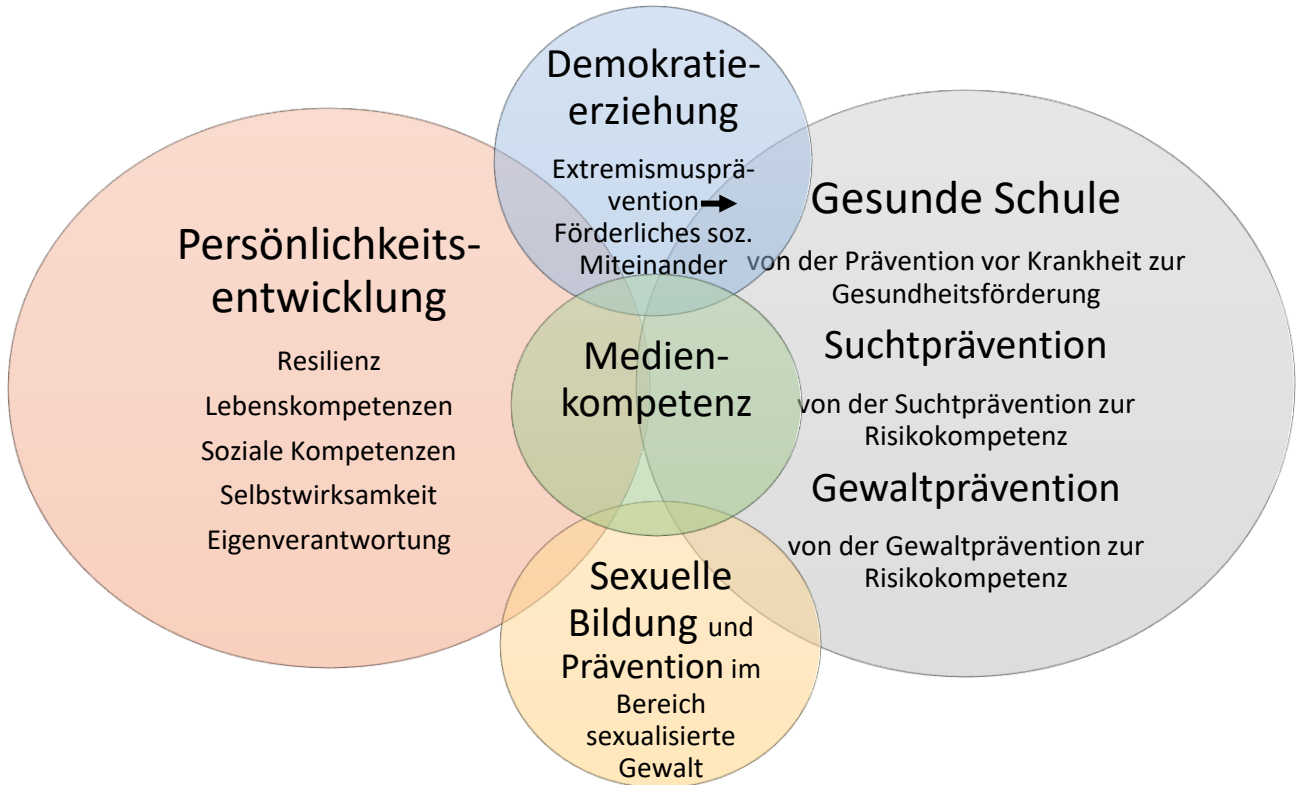 Demokratie-
erziehung
Extremismusprä-
vention→
Förderliches soz.
Miteinander
Persönlichkeits-
entwicklung
Resilienz
Lebenskompetenzen
Soziale Kompetenzen
Selbstwirksamkeit
Eigenverantwortung
Medien-
kompetenz
Gesunde Schule
von der Prävention vor Krankheit zur
Gesundheitsförderung
Suchtprävention
von der Suchtprävention zur
Risikokompetenz
Gewaltprävention
von der Gewaltprävention zur
Risikokompetenz
Sexuelle
Bildung und
Prävention im
Bereich
sexualisierte
Gewalt